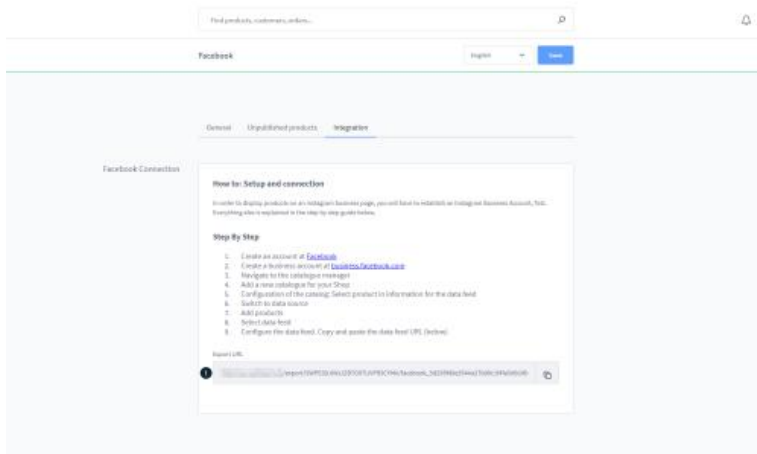 Find products, customers, orders...
Facebook
English
Save
General
Unpublished products
Integration
Facebook Connection
How to: Setup and connection
In order to display products on an Instagram business page, you will have to establish an Instagram Business Account, first.
Everything else is explained in the step by step guide below.
Step By Step
1. Create an account at Facebook
2. Create a business account at business.facebook.com
3. Navigate to the catalogue manager
4. Add a new catalogue for your Shop
5. Configuration of the catalog: Select product in information for the data feed
6. Switch to data source
7. Add products
8. Select data feed
9. Configure the data feed. Copy and paste the data feed URL (below)
Export URL
1